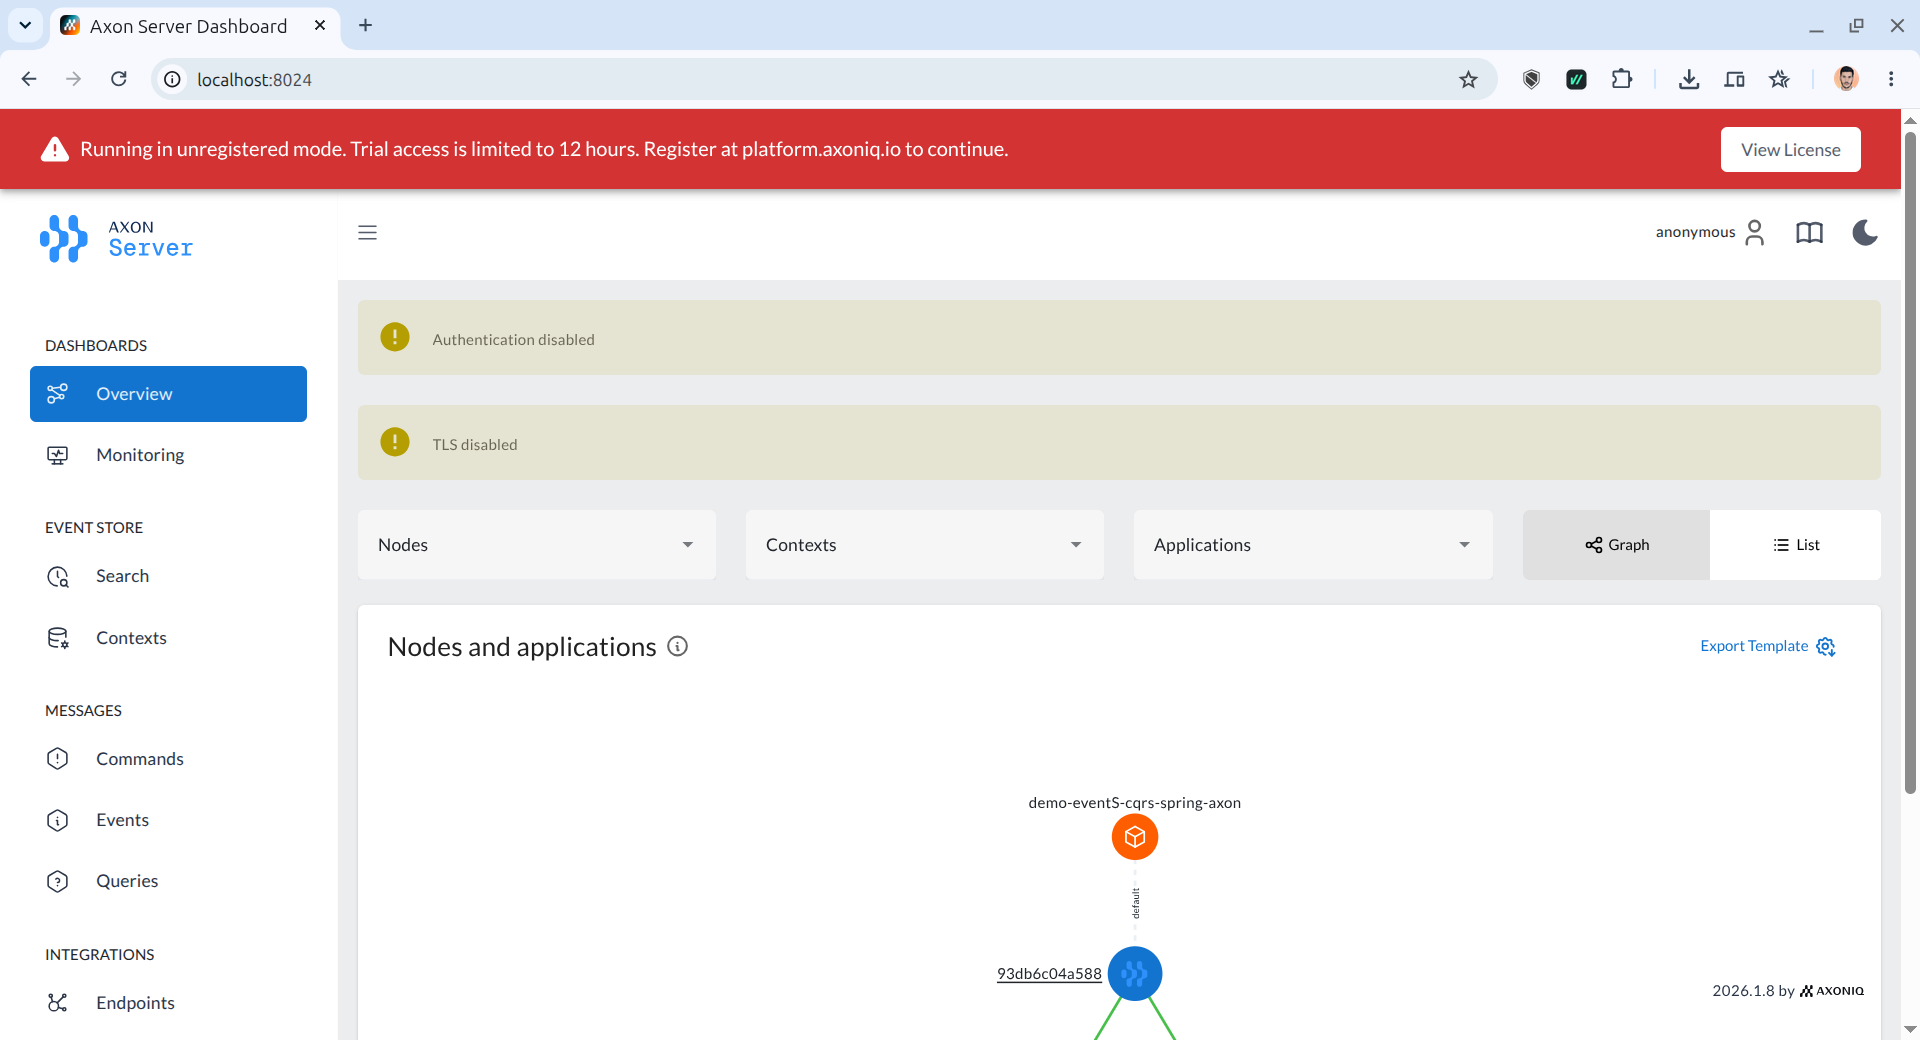 Axon Server Dashboard
localhost:8024
Running in unregistered mode. Trial access is limited to 12 hours. Register at platform.axoniq.io to continue.
View License
AXON
Server
anonymous
DASHBOARDS
Overview
Monitoring
EVENT STORE
Search
Contexts
MESSAGES
Commands
Events
Queries
INTEGRATIONS
Endpoints
Authentication disabled
TLS disabled
Nodes
Contexts
Applications
Graph
List
Nodes and applications
Export Template
demo-eventS-cqrs-spring-axon
default
93db6c04a588
2026.1.8 by AXONIQ